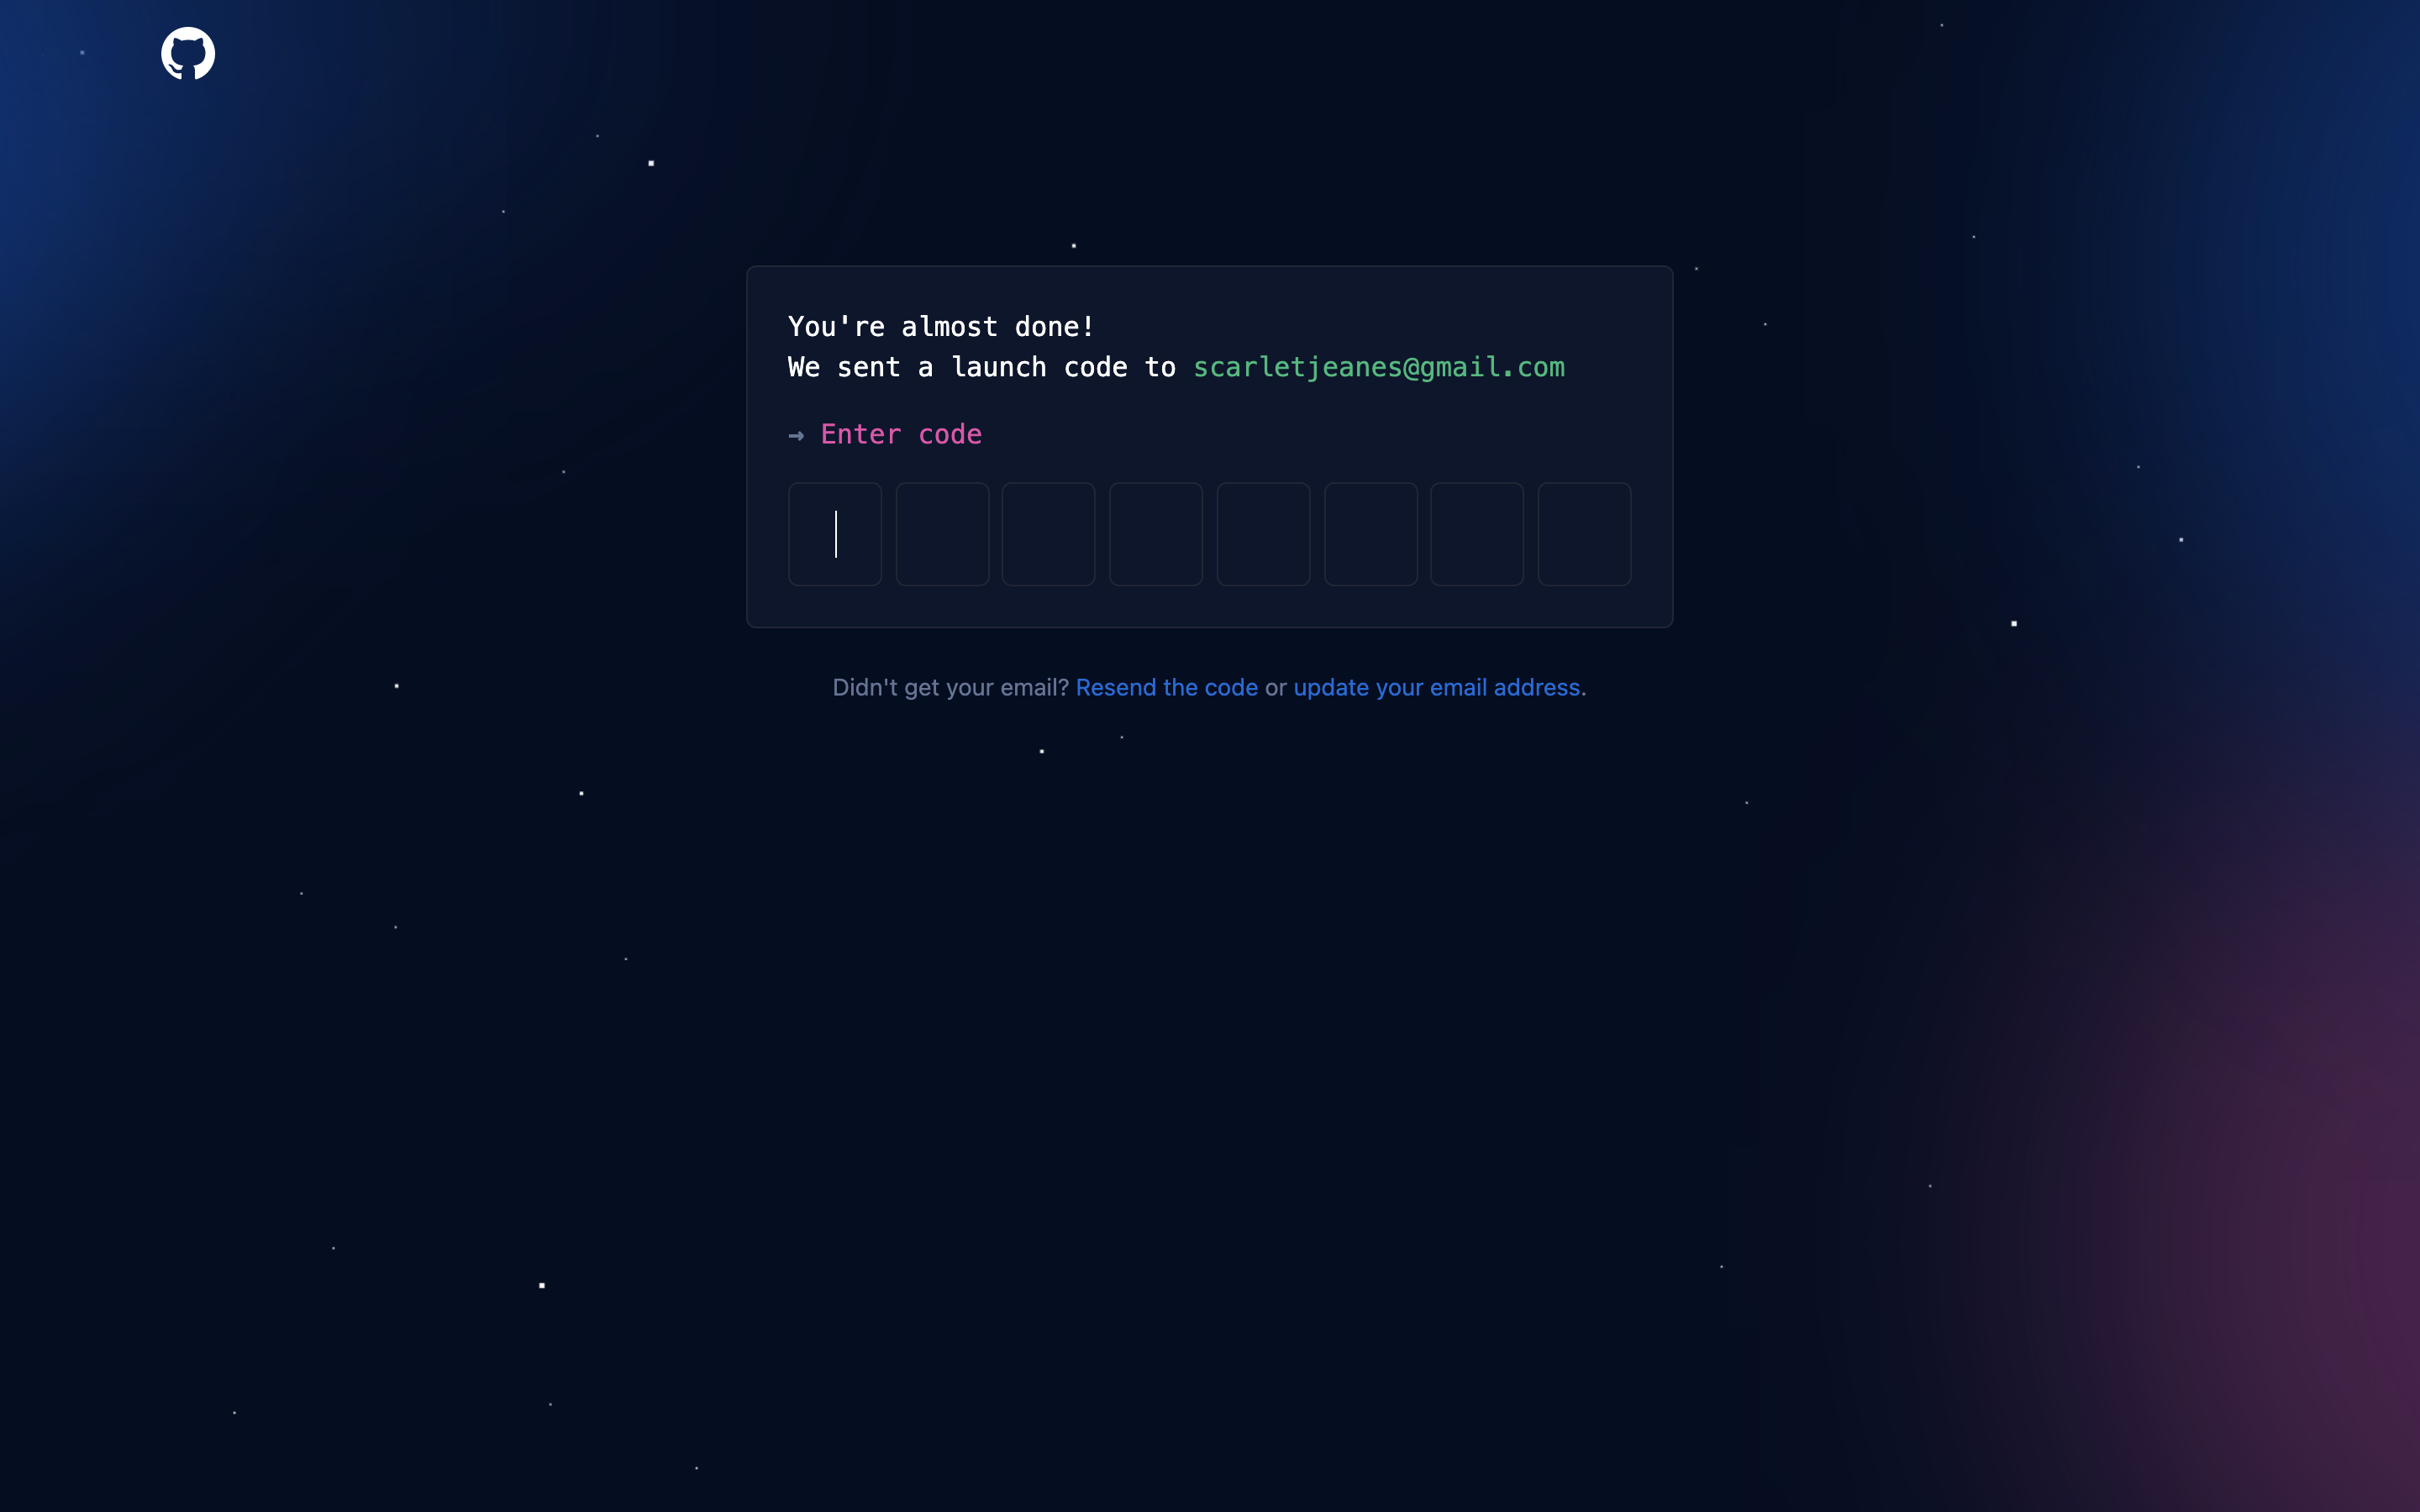 You're almost done!
We sent a launch code to scarletjeanes@gmail.com
→ Enter code
Didn't get your email? Resend the code or update your email address.